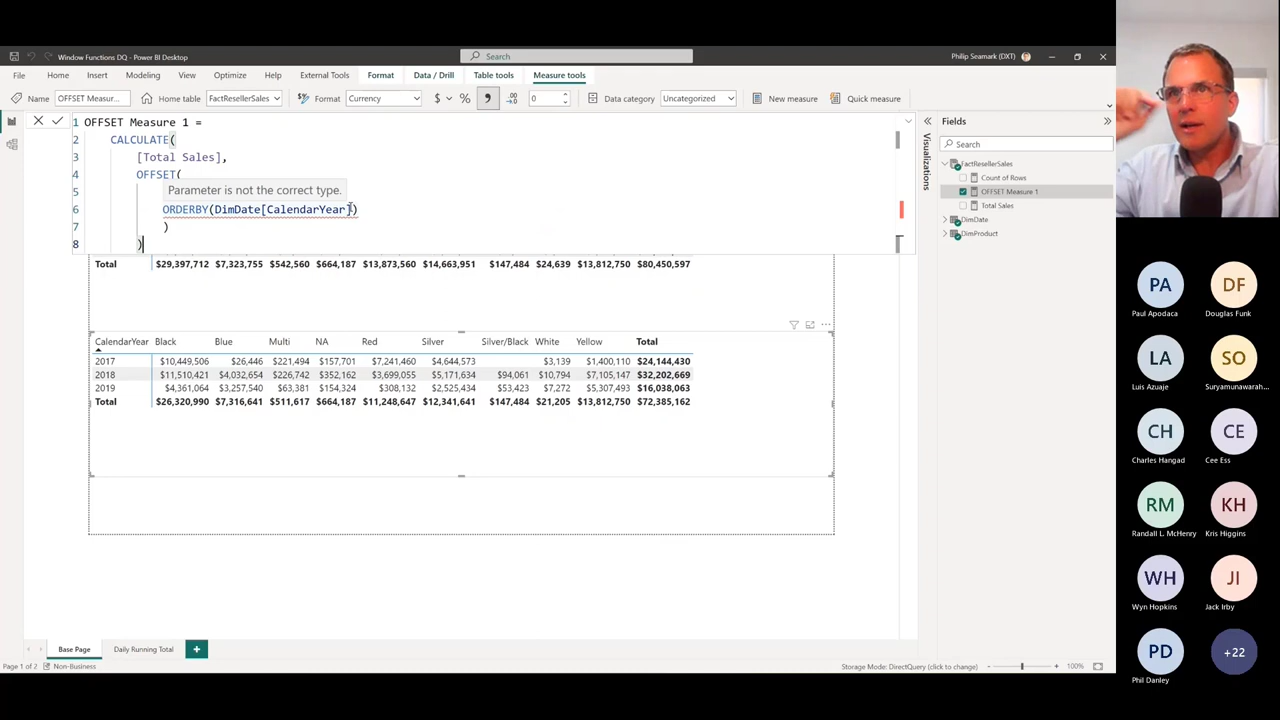 Window Functions DQ - Power BI Desktop
Search
Philip Seamark (DXT)
File Home Insert Modeling View Optimize Help External Tools Format Data / Drill Table tools Measure tools
Name OFFSET Measur... Home table FactResellerSales Format Currency $ % , 0 Data category Uncategorized New measure Quick measure
1 OFFSET Measure 1 =
2 CALCULATE(
3 [Total Sales],
4 OFFSET(
5
Parameter is not the correct type.
6 ORDERBY(DimDate[CalendarYear])
7 )
8 )
Total $29,397,712 $7,323,755 $542,560 $664,187 $13,873,560 $14,663,951 $147,484 $24,639 $13,812,750 $80,450,597
CalendarYear Black Blue Multi NA Red Silver Silver/Black White Yellow Total
2017 $10,449,506 $26,446 $221,494 $157,701 $7,241,460 $4,644,573 $3,139 $1,400,110 $24,144,430
2018 $11,510,421 $4,032,654 $226,742 $352,162 $3,699,055 $5,171,634 $94,061 $10,794 $7,105,147 $32,202,669
2019 $4,361,064 $3,257,540 $63,381 $154,324 $308,132 $2,525,434 $53,423 $7,272 $5,307,493 $16,038,063
Total $26,320,990 $7,316,641 $511,617 $664,187 $11,248,647 $12,341,641 $147,484 $21,205 $13,812,750 $72,385,162
Visualizations
Fields
Search
FactResellerSales
Count of Rows
OFFSET Measure 1
Total Sales
DimDate
DimProduct
Base Page Daily Running Total +
Page 1 of 2 Non-Business Storage Mode: DirectQuery (click to change) - + 100%
PA DF
Paul Apodaca Douglas Funk
LA SO
Luis Azuaje Suryamunawarah...
CH CE
Charles Hangad Cee Ess
RM KH
Randall L. McHenry Kris Higgins
WH JI
Wyn Hopkins Jack Irby
PD +22
Phil Danley